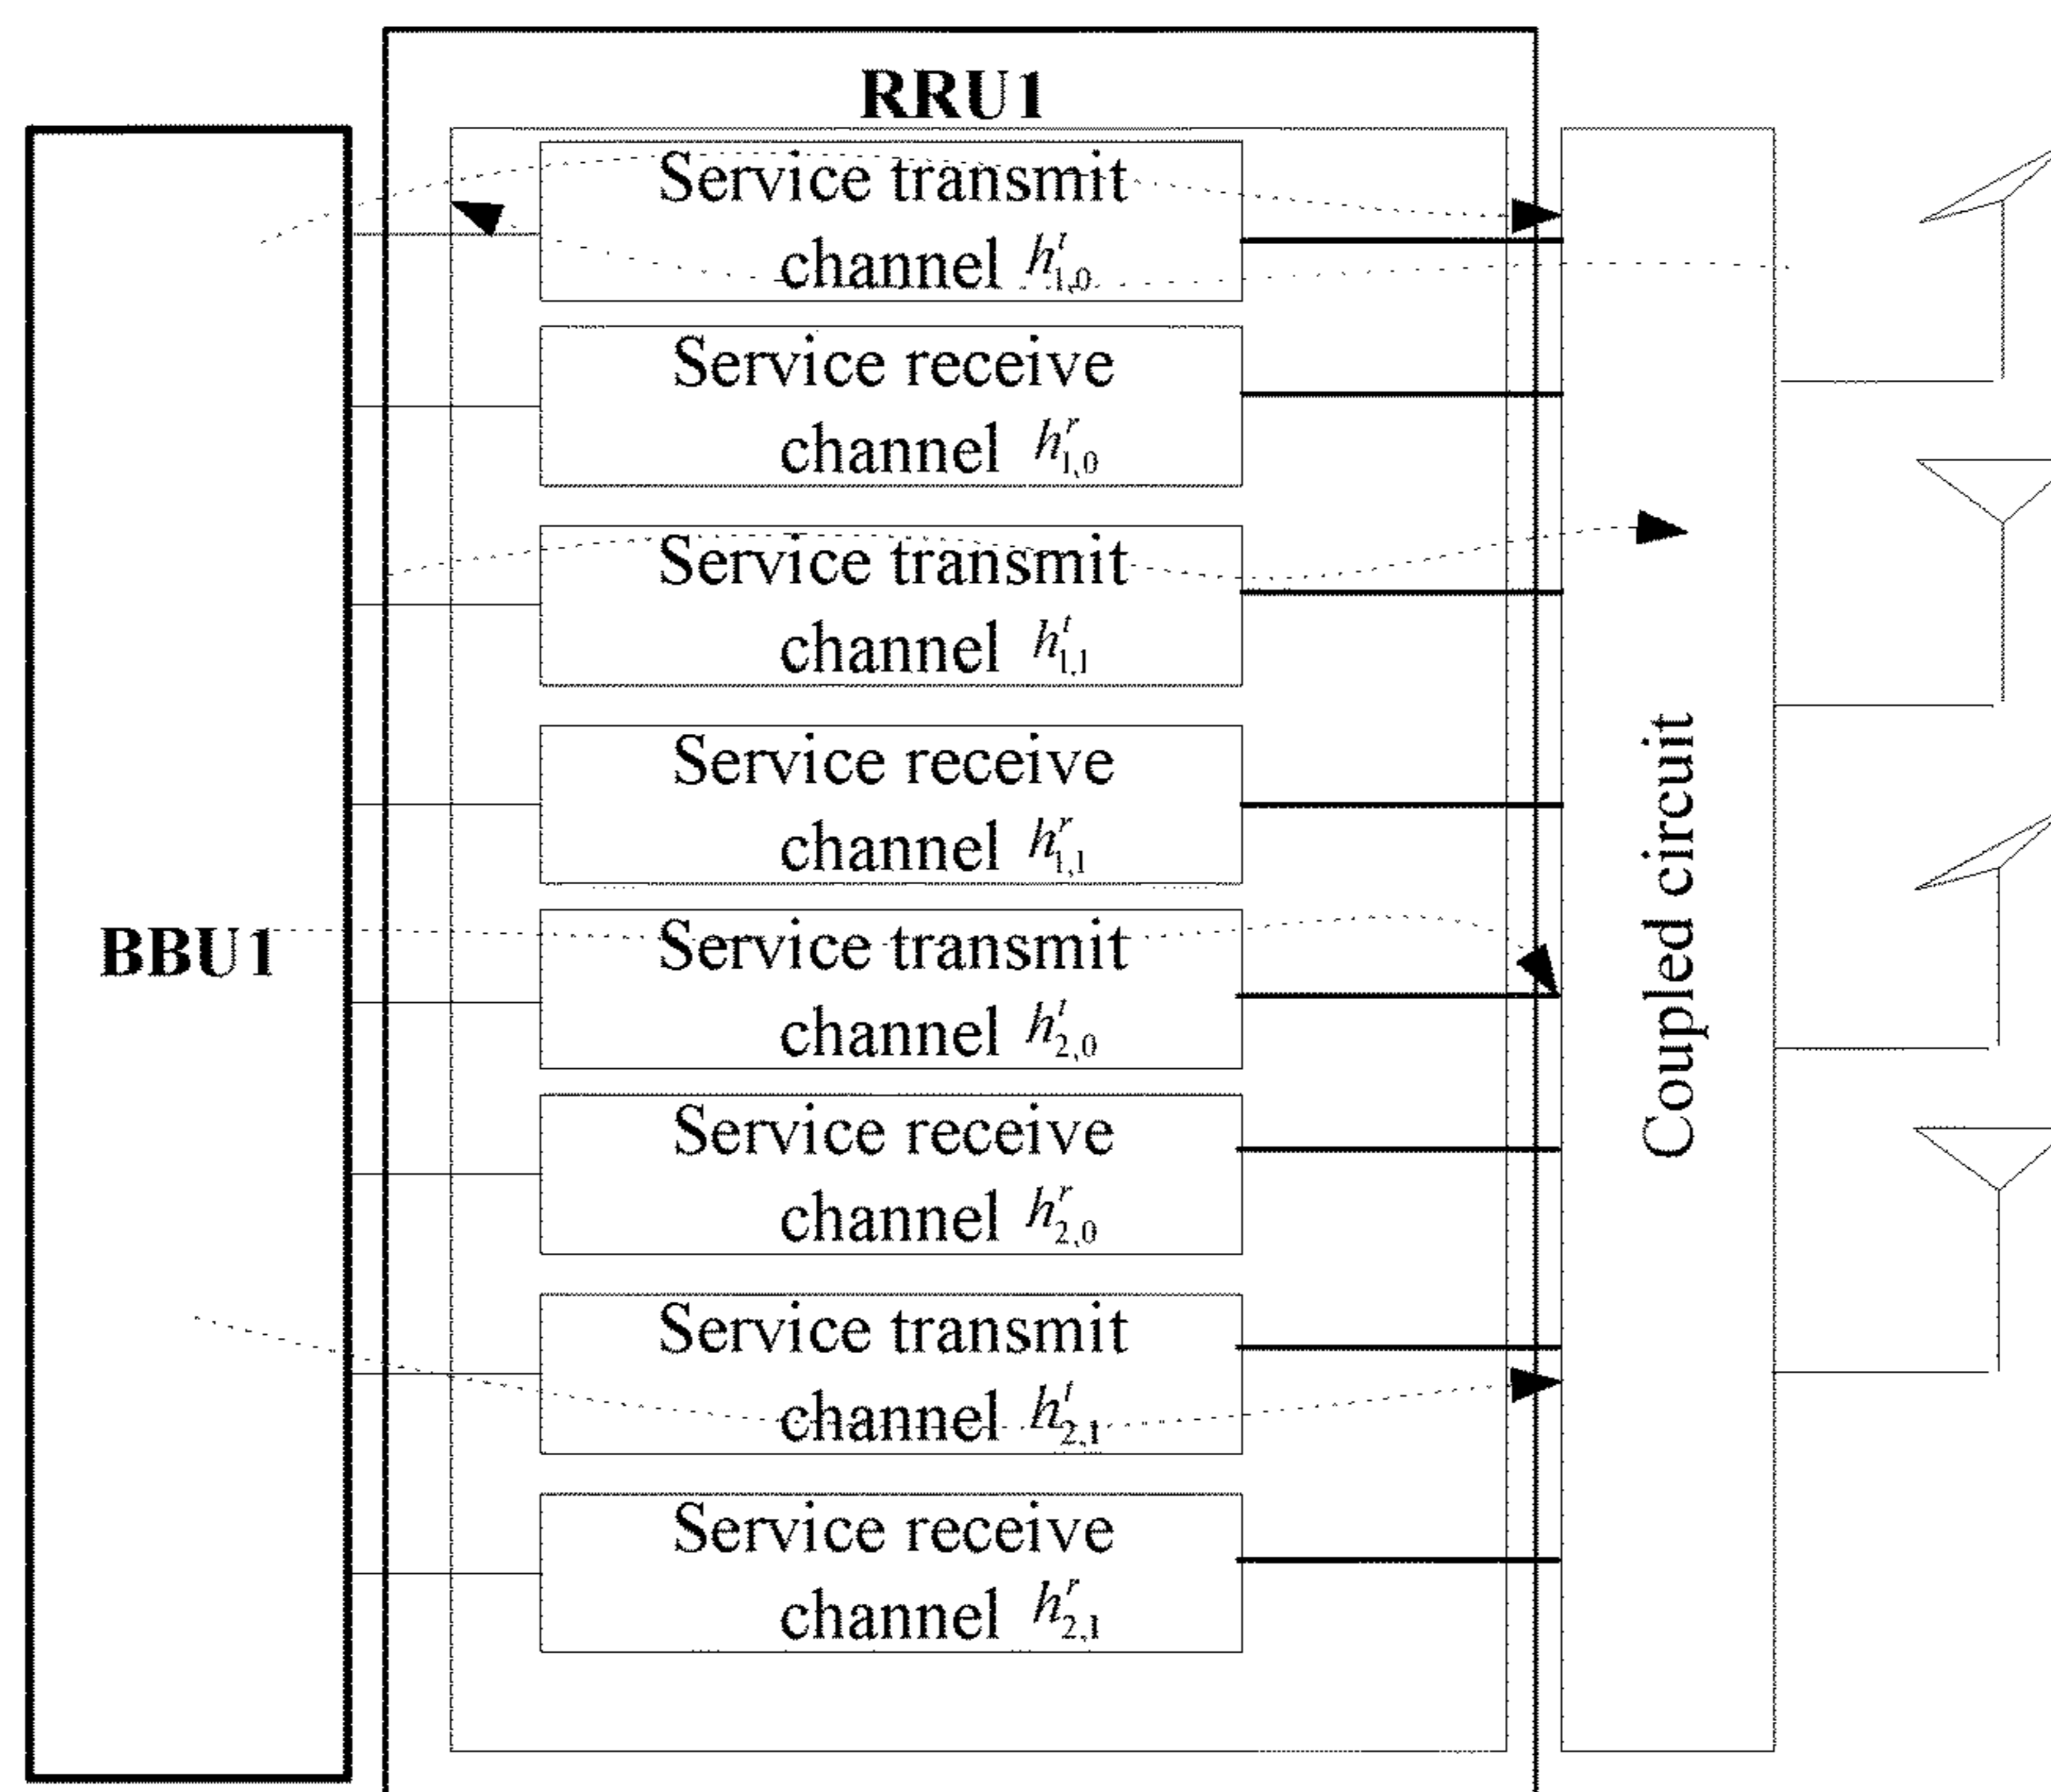 RRU1
Service transmit
channel h^t_{1,0}
Service receive
channel h^r_{1,0}
Service transmit
channel h^t_{1,1}
Service receive
channel h^r_{1,1}
BBU1
Service transmit
channel h^t_{2,0}
Service receive
channel h^r_{2,0}
Service transmit
channel h^t_{2,1}
Service receive
channel h^r_{2,1}
Coupled circuit